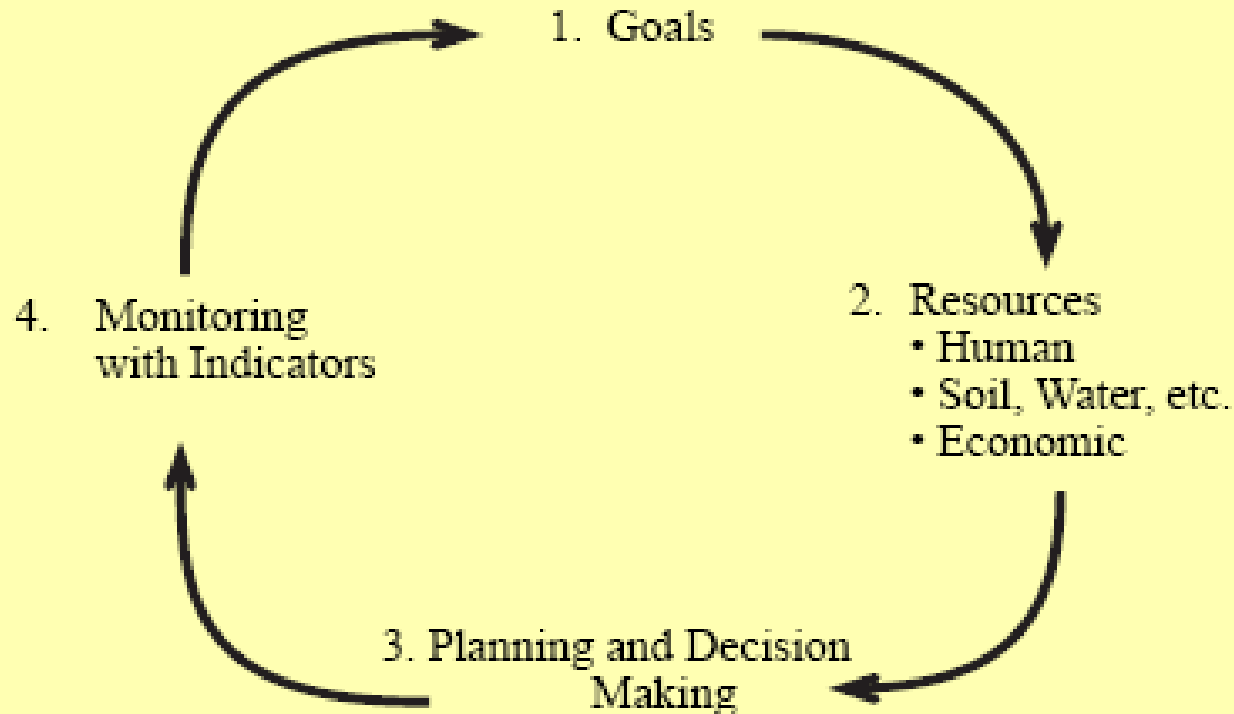 1. Goals
2. Resources
• Human
• Soil, Water, etc.
• Economic
3. Planning and Decision
Making
4. Monitoring
with Indicators